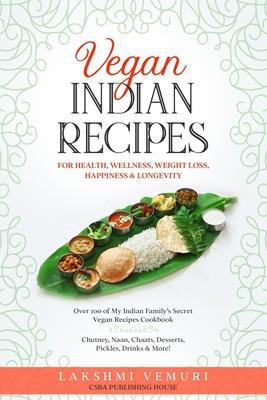 Vegan
INDIAN
RECIPES
FOR HEALTH, WELLNESS, WEIGHT LOSS,
HAPPINESS & LONGEVITY
Over 100 of My Indian Family's Secret
Vegan Recipes Cookbook
Chutney, Naan, Chaats, Desserts,
Pickles, Drinks & More!
LAKSHMI VEMURI
CSBA PUBLISHING HOUSE